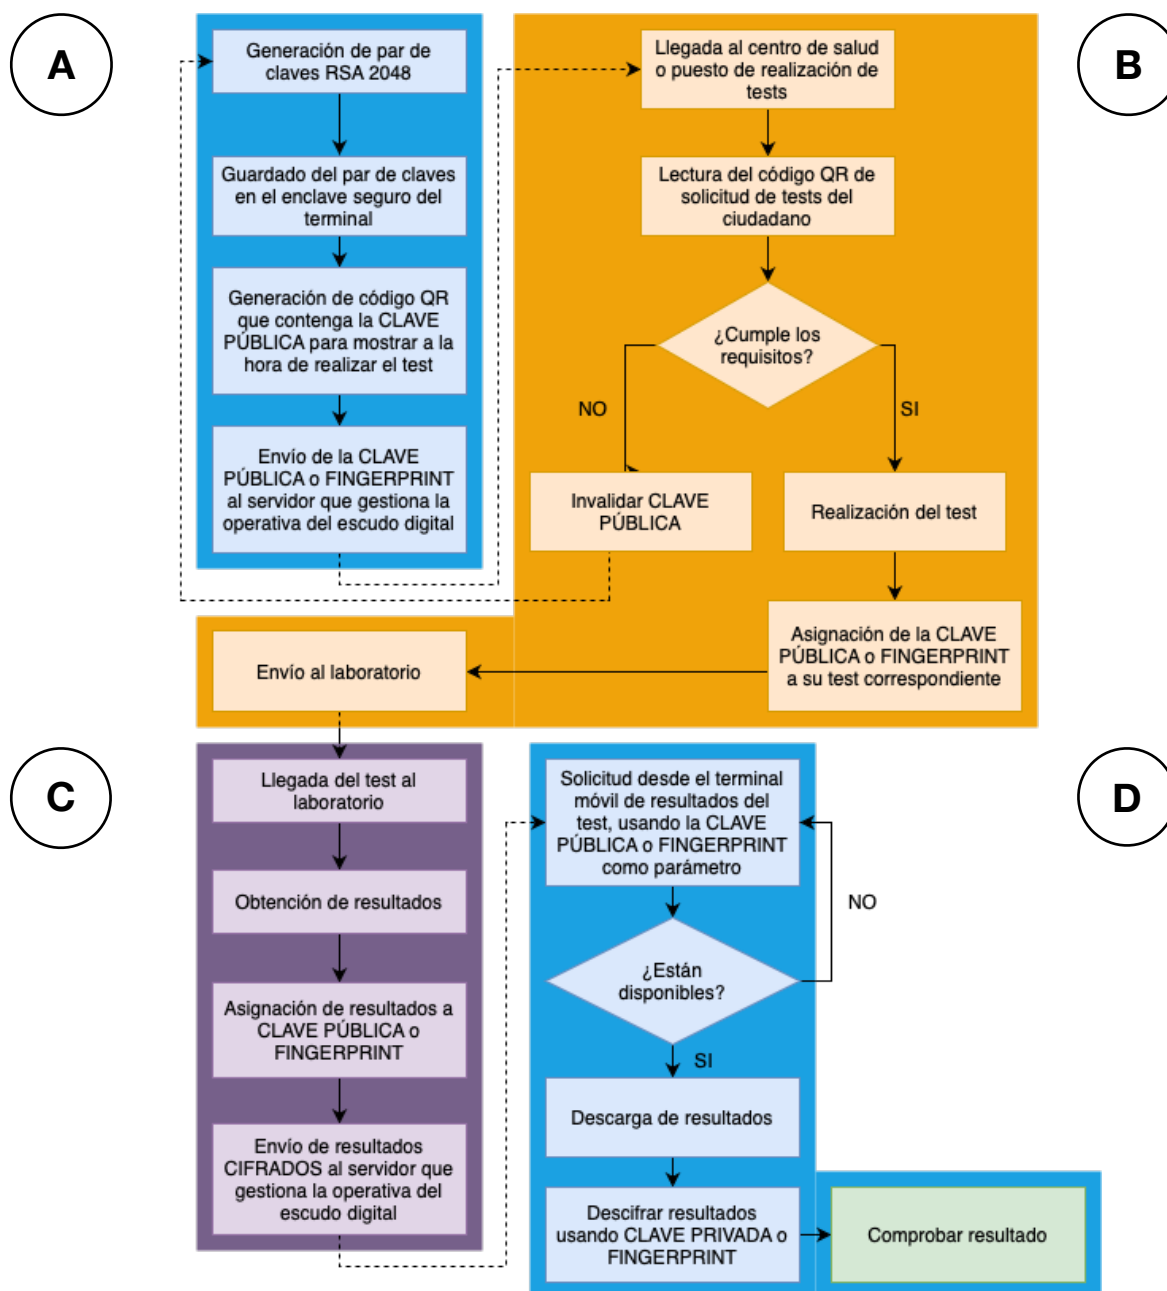 A
Generación de par de
claves RSA 2048
Guardado del par de claves
en el enclave seguro del
terminal
Generación de código QR
que contenga la CLAVE
PÚBLICA para mostrar a la
hora de realizar el test
Envío de la CLAVE
PÚBLICA o FINGERPRINT
al servidor que gestiona la
operativa del escudo digital
B
Llegada al centro de salud
o puesto de realización de
tests
Lectura del código QR de
solicitud de tests del
ciudadano
¿Cumple los
requisitos?
NO
SI
Invalidar CLAVE
PÚBLICA
Realización del test
Asignación de la CLAVE
PÚBLICA o FINGERPRINT
a su test correspondiente
Envío al laboratorio
C
Llegada del test al
laboratorio
Obtención de resultados
Asignación de resultados a
CLAVE PÚBLICA o
FINGERPRINT
Envío de resultados
CIFRADOS al servidor que
gestiona la operativa del
escudo digital
D
Solicitud desde el terminal
móvil de resultados del
test, usando la CLAVE
PÚBLICA o FINGERPRINT
como parámetro
NO
¿Están
disponibles?
SI
Descarga de resultados
Descifrar resultados
usando CLAVE PRIVADA o
FINGERPRINT
Comprobar resultado